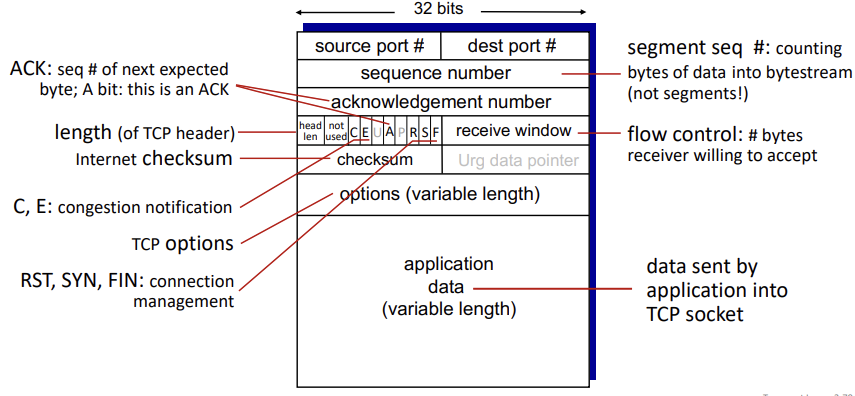 32 bits
source port #
dest port #
segment seq #: counting
bytes of data into bytestream
(not segments!)
ACK: seq # of next expected
byte; A bit: this is an ACK
sequence number
acknowledgement number
length (of TCP header)
head
len
not
used
C E U A P R S F
receive window
flow control: # bytes
receiver willing to accept
Internet checksum
checksum
Urg data pointer
C, E: congestion notification
options (variable length)
TCP options
RST, SYN, FIN: connection
management
application
data
(variable length)
data sent by
application into
TCP socket